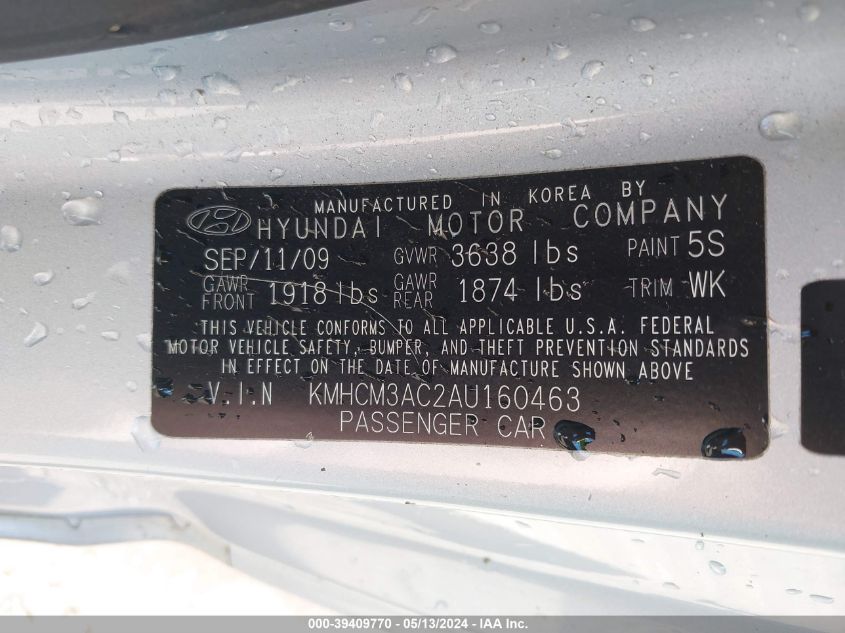 MANUFACTURED IN KOREA BY
HYUNDAI MOTOR COMPANY
SEP/11/09 GVWR 3638 lbs PAINT 5S
GAWR FRONT 1918 lbs GAWR REAR 1874 lbs TRIM WK
THIS VEHICLE CONFORMS TO ALL APPLICABLE U.S.A. FEDERAL
MOTOR VEHICLE SAFETY, BUMPER, AND THEFT PREVENTION STANDARDS
IN EFFECT ON THE DATE OF MANUFACTURE SHOWN ABOVE
V.I.N KMHCM3AC2AU160463
PASSENGER CAR
000-39409770 - 05/13/2024 - IAA Inc.